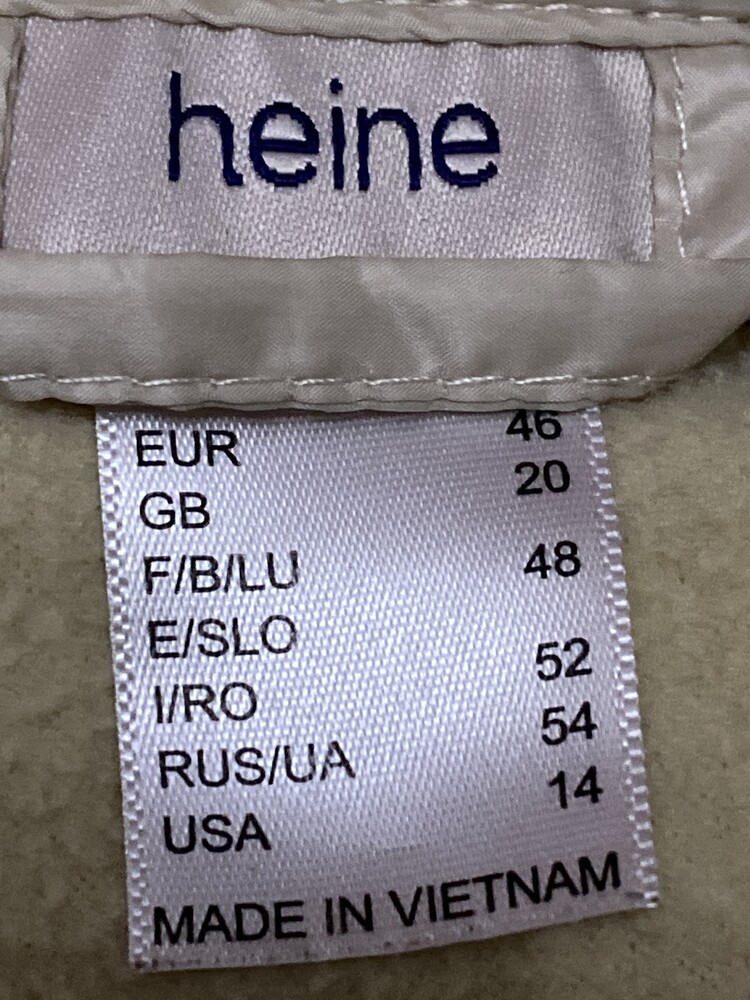 heine
EUR 46
GB 20
F/B/LU 48
E/SLO
I/RO 52
RUS/UA 54
USA 14
MADE IN VIETNAM